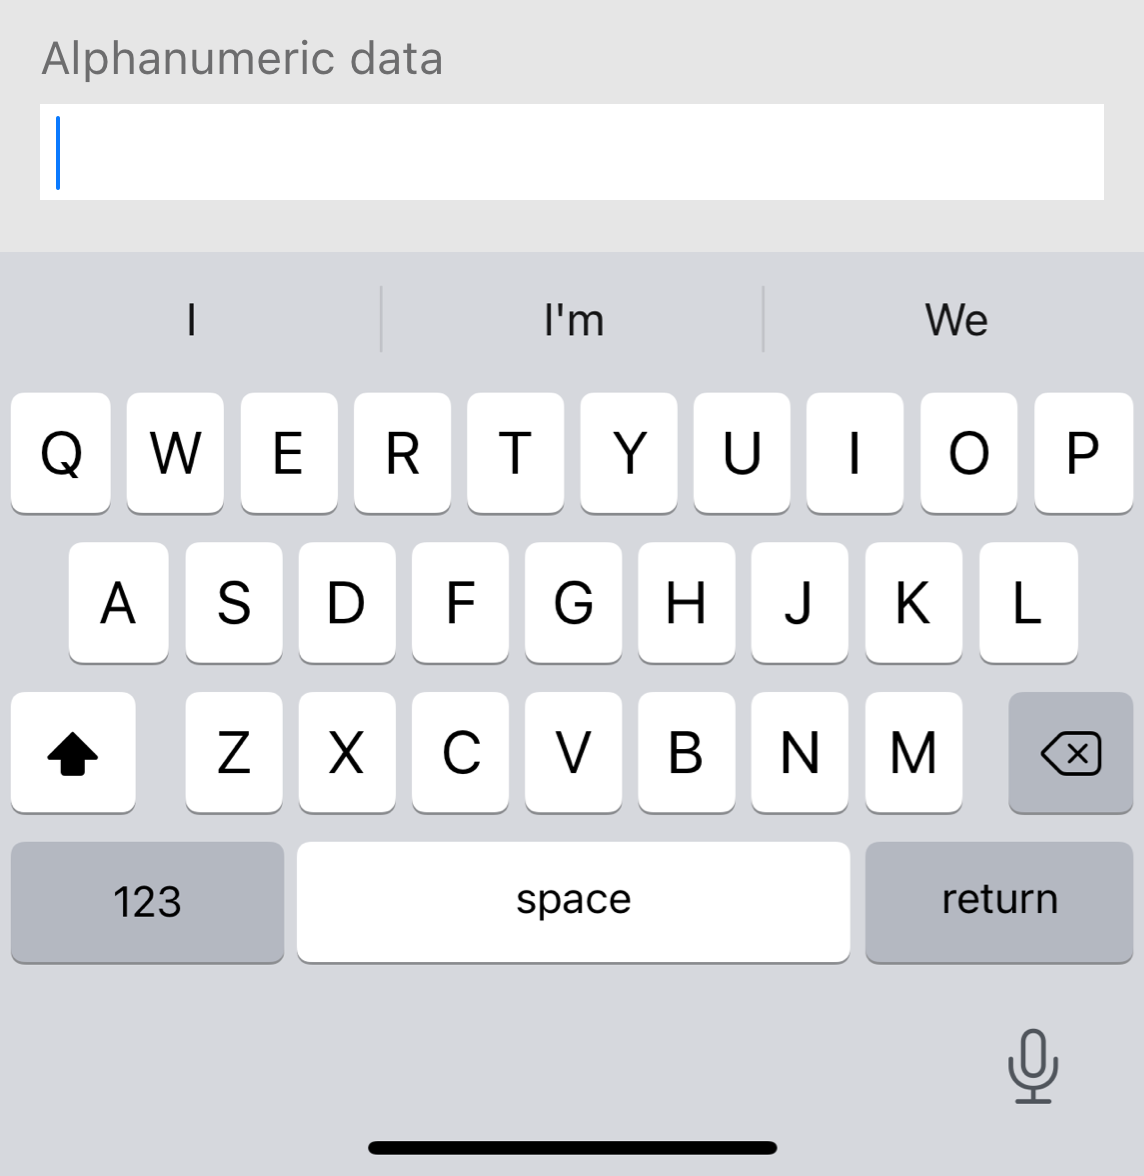 Alphanumeric data
I I'm We
Q W E R T Y U I O P
A S D F G H J K L
Z X C V B N M
123 space return